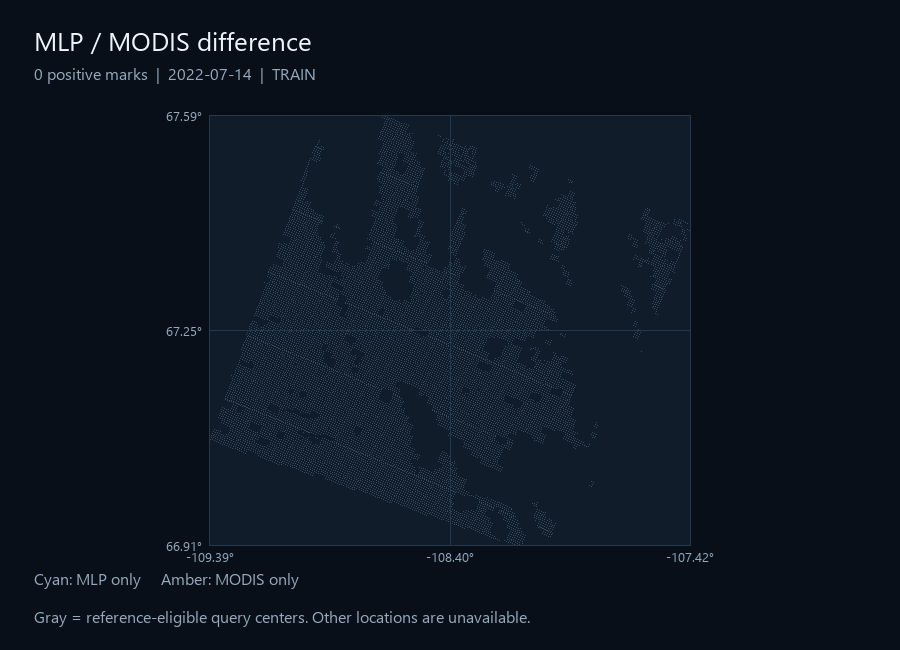 MLP / MODIS difference
0 positive marks | 2022-07-14 | TRAIN
67.59°
67.25°
66.91°
-109.39° -108.40° -107.42°
Cyan: MLP only Amber: MODIS only
Gray = reference-eligible query centers. Other locations are unavailable.